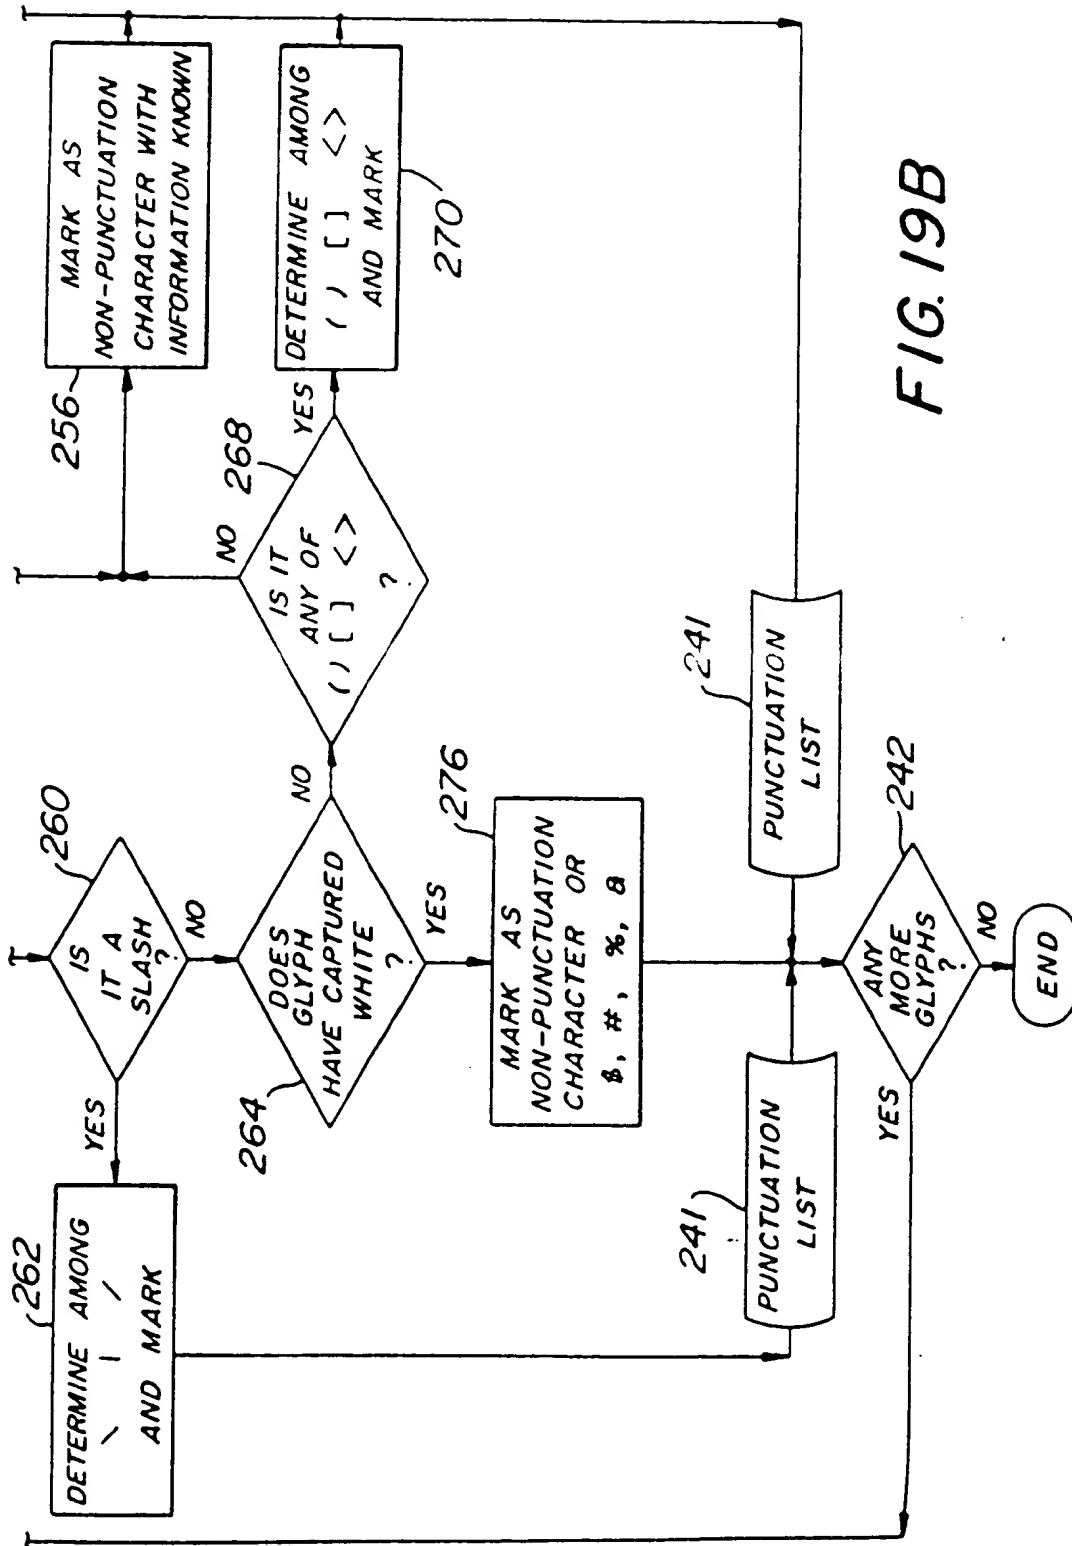 262
DETERMINE AMONG
\ | /
AND MARK
YES
260
IS
IT A
SLASH
?
NO
256
MARK AS
NON-PUNCTUATION
CHARACTER WITH
INFORMATION KNOWN
264
DOES
GLYPH
HAVE CAPTURED
WHITE
?
NO
YES
268
IS IT
ANY OF
( ) [ ] < >
?
NO
YES
DETERMINE AMONG
( ) [ ] < >
AND MARK
270
276
MARK AS
NON-PUNCTUATION
CHARACTER OR
$, #, %, &
241
PUNCTUATION
LIST
241
PUNCTUATION
LIST
242
ANY
MORE
GLYPHS
?
YES
NO
END
FIG. 19B